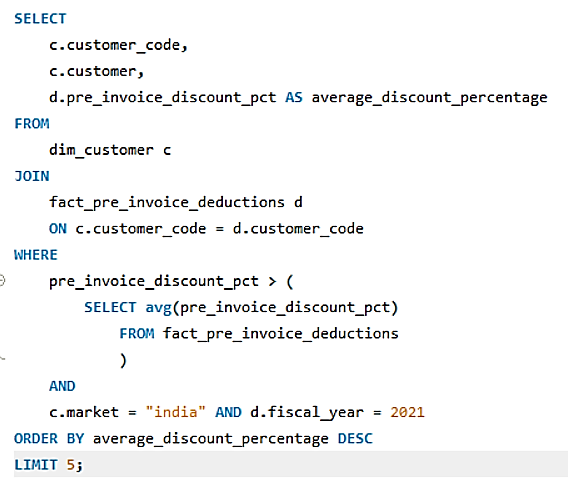 SELECT
c.customer_code,
c.customer,
d.pre_invoice_discount_pct AS average_discount_percentage
FROM
dim_customer c
JOIN
fact_pre_invoice_deductions d
ON c.customer_code = d.customer_code
WHERE
pre_invoice_discount_pct > (
SELECT avg(pre_invoice_discount_pct)
FROM fact_pre_invoice_deductions
)
AND
c.market = "india" AND d.fiscal_year = 2021
ORDER BY average_discount_percentage DESC
LIMIT 5;